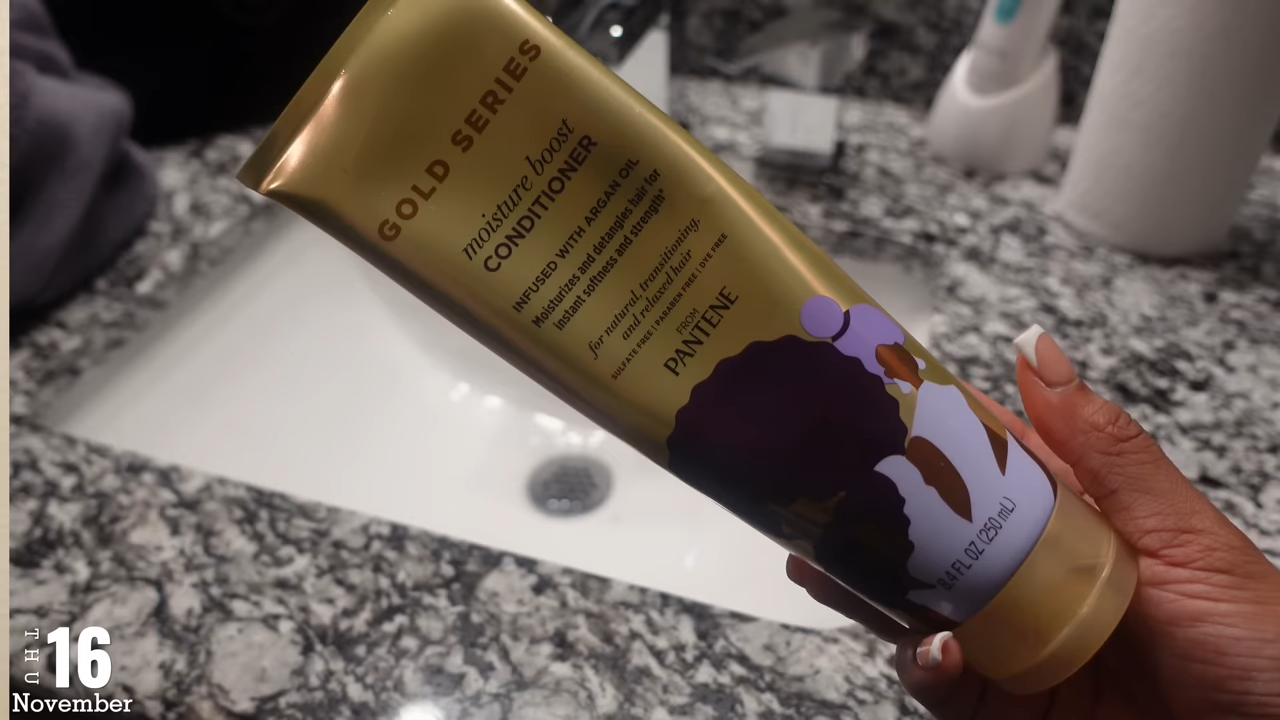 GOLD SERIES
moisture boost
CONDITIONER
INFUSED WITH ARGAN OIL
Moisturizes and detangles hair for
instant softness and strength*
for natural, transitioning,
and relaxed hair
SULFATE FREE | PARABEN FREE | DYE FREE
FROM
PANTENE
8.4 FL OZ (250 mL)
THU
16
November